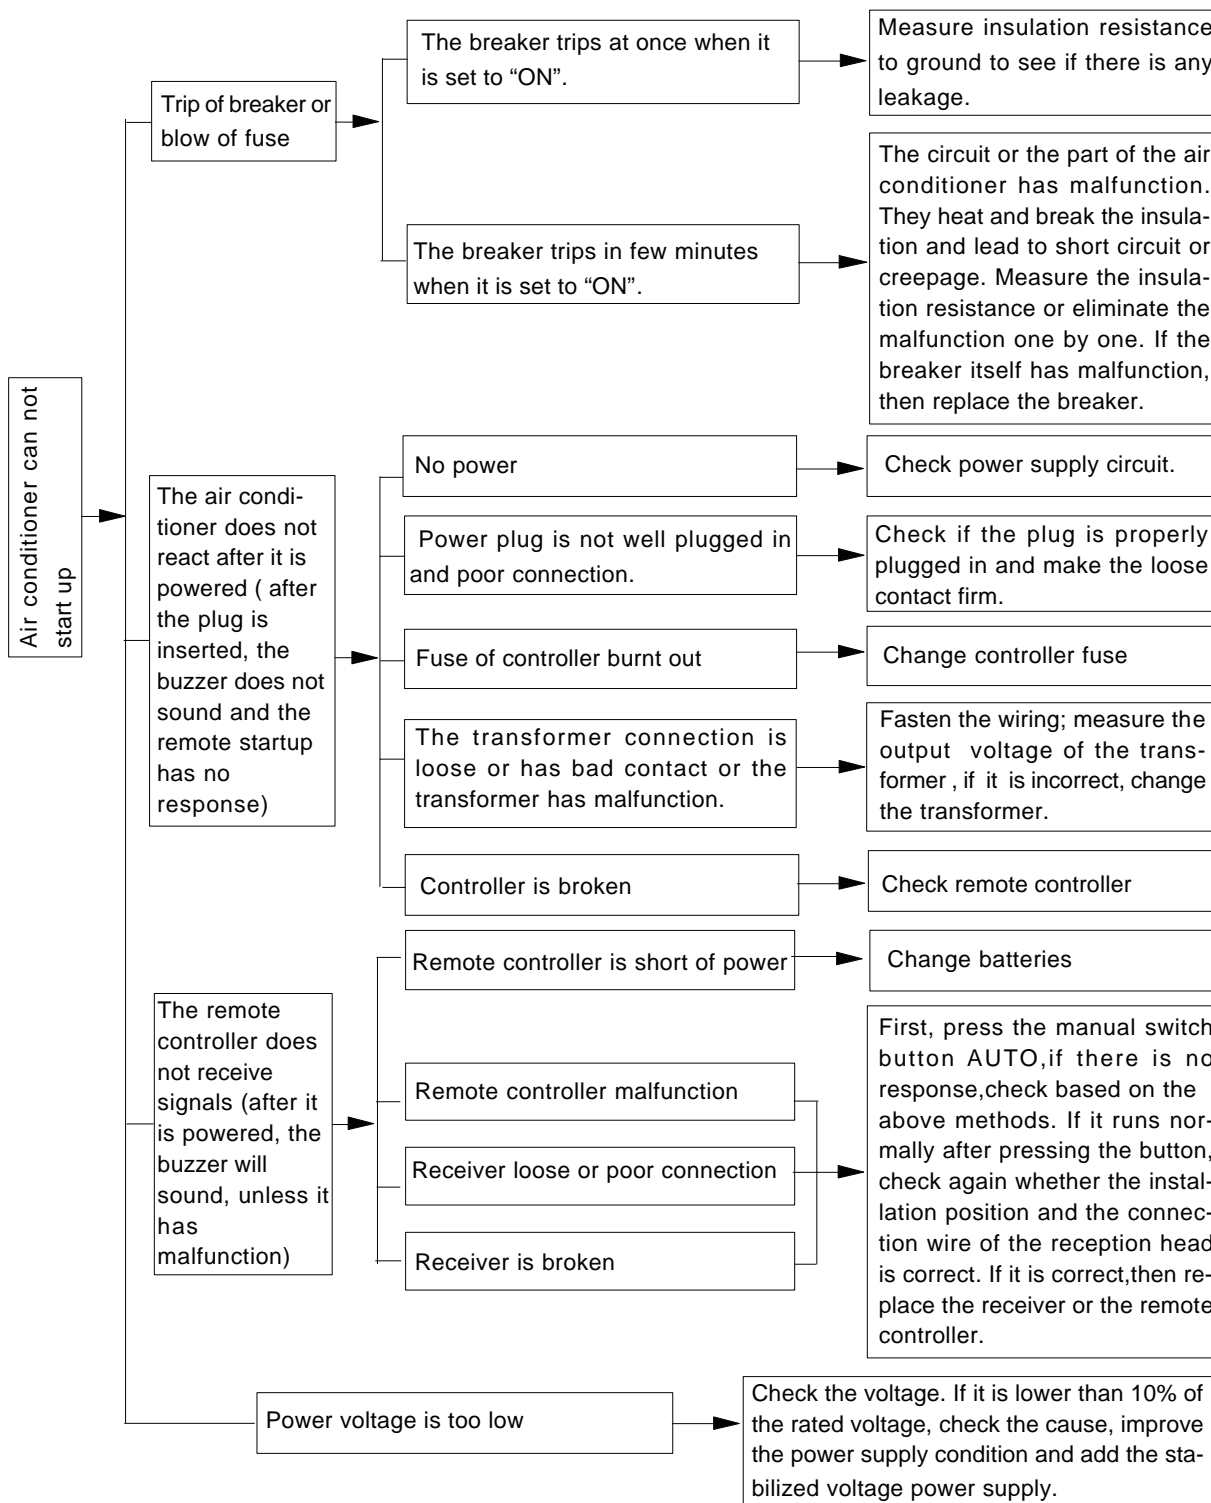 Air conditioner can not
start up
Trip of breaker or
blow of fuse
The breaker trips at once when it
is set to “ON”.
Measure insulation resistance
to ground to see if there is any
leakage.
The breaker trips in few minutes
when it is set to “ON”.
The circuit or the part of the air
conditioner has malfunction.
They heat and break the insula-
tion and lead to short circuit or
creepage. Measure the insula-
tion resistance or eliminate the
malfunction one by one. If the
breaker itself has malfunction,
then replace the breaker.
The air condi-
tioner does not
react after it is
powered ( after
the plug is
inserted, the
buzzer does not
sound and the
remote startup
has no
response)
No power
Check power supply circuit.
Power plug is not well plugged in
and poor connection.
Check if the plug is properly
plugged in and make the loose
contact firm.
Fuse of controller burnt out
Change controller fuse
The transformer connection is
loose or has bad contact or the
transformer has malfunction.
Fasten the wiring; measure the
output voltage of the trans-
former , if it is incorrect, change
the transformer.
Controller is broken
Check remote controller
The remote
controller does
not receive
signals (after it
is powered, the
buzzer will
sound, unless it
has
malfunction)
Remote controller is short of power
Change batteries
Remote controller malfunction
Receiver loose or poor connection
Receiver is broken
First, press the manual switch
button AUTO,if there is no
response,check based on the
above methods. If it runs nor-
mally after pressing the button,
check again whether the instal-
lation position and the connec-
tion wire of the reception head
is correct. If it is correct,then re-
place the receiver or the remote
controller.
Power voltage is too low
Check the voltage. If it is lower than 10% of
the rated voltage, check the cause, improve
the power supply condition and add the sta-
bilized voltage power supply.